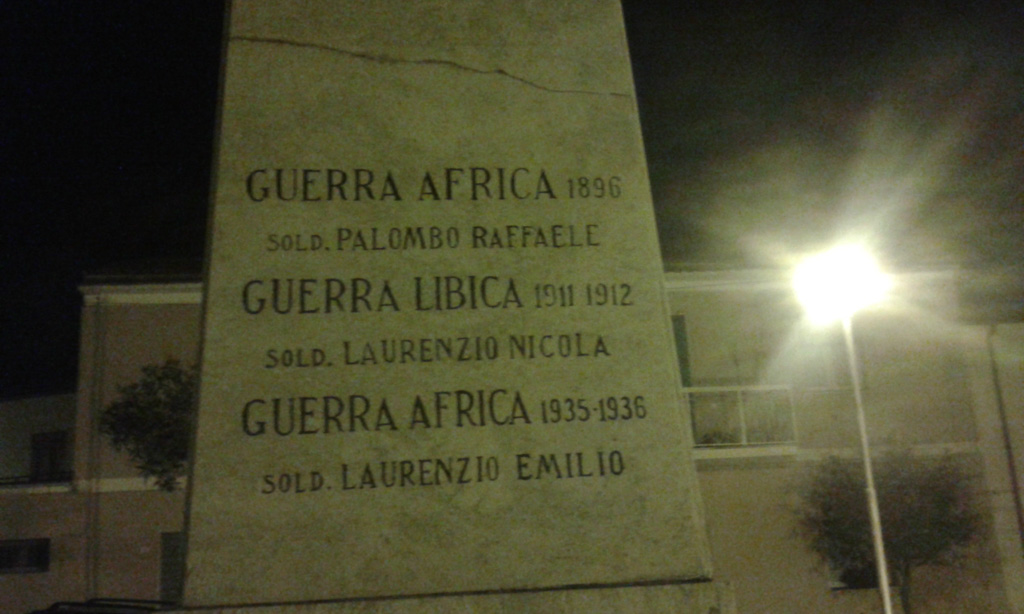 GUERRA AFRICA 1896
SOLD. PALOMBO RAFFAELE
GUERRA LIBICA 1911 1912
SOLD. LAURENZIO NICOLA
GUERRA AFRICA 1935-1936
SOLD. LAURENZIO EMILIO